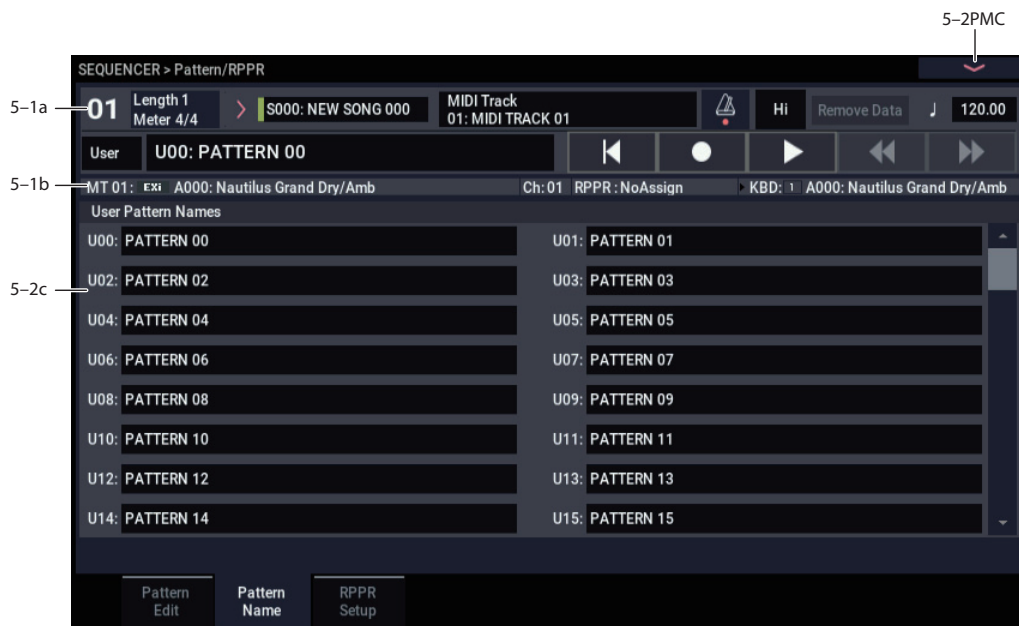 5–2PMC
SEQUENCER > Pattern/RPPR
5–1a
01
Length 1
Meter 4/4
S000: NEW SONG 000
MIDI Track
01: MIDI TRACK 01
Hi
Remove Data
♩ 120.00
User
U00: PATTERN 00
5–1b
MT 01: EXi A000: Nautilus Grand Dry/Amb Ch: 01 RPPR : NoAssign KBD: 1 A000: Nautilus Grand Dry/Amb
User Pattern Names
U00: PATTERN 00 U01: PATTERN 01
5–2c
U02: PATTERN 02 U03: PATTERN 03
U04: PATTERN 04 U05: PATTERN 05
U06: PATTERN 06 U07: PATTERN 07
U08: PATTERN 08 U09: PATTERN 09
U10: PATTERN 10 U11: PATTERN 11
U12: PATTERN 12 U13: PATTERN 13
U14: PATTERN 14 U15: PATTERN 15
Pattern
Edit
Pattern
Name
RPPR
Setup